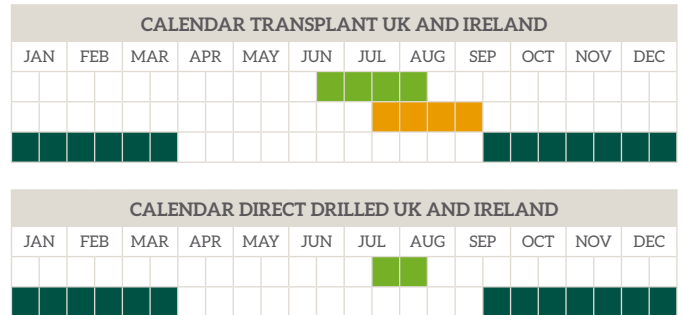 CALENDAR TRANSPLANT UK AND IRELAND
JAN FEB MAR APR MAY JUN JUL AUG SEP OCT NOV DEC
CALENDAR DIRECT DRILLED UK AND IRELAND
JAN FEB MAR APR MAY JUN JUL AUG SEP OCT NOV DEC